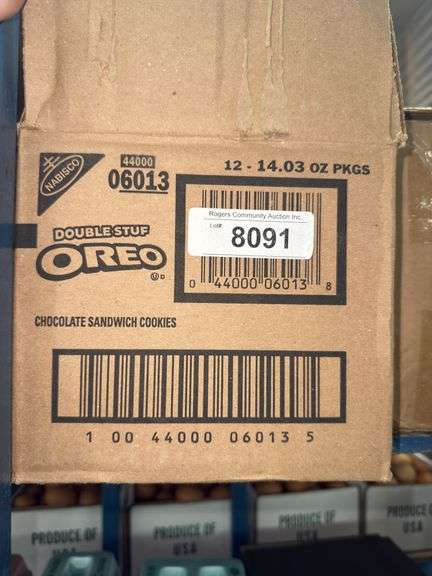 NABISCO
44000
06013
12 - 14.03 OZ PKGS
Rogers Community Auction Inc.
Lot#
8091
0 44000 06013 8
DOUBLE STUF
OREO
U D
CHOCOLATE SANDWICH COOKIES
1 00 44000 06013 5
PRODUCE OF
USA
PRODUCE OF
USA
PRODUCE OF
USA
PRODUCE OF
USA